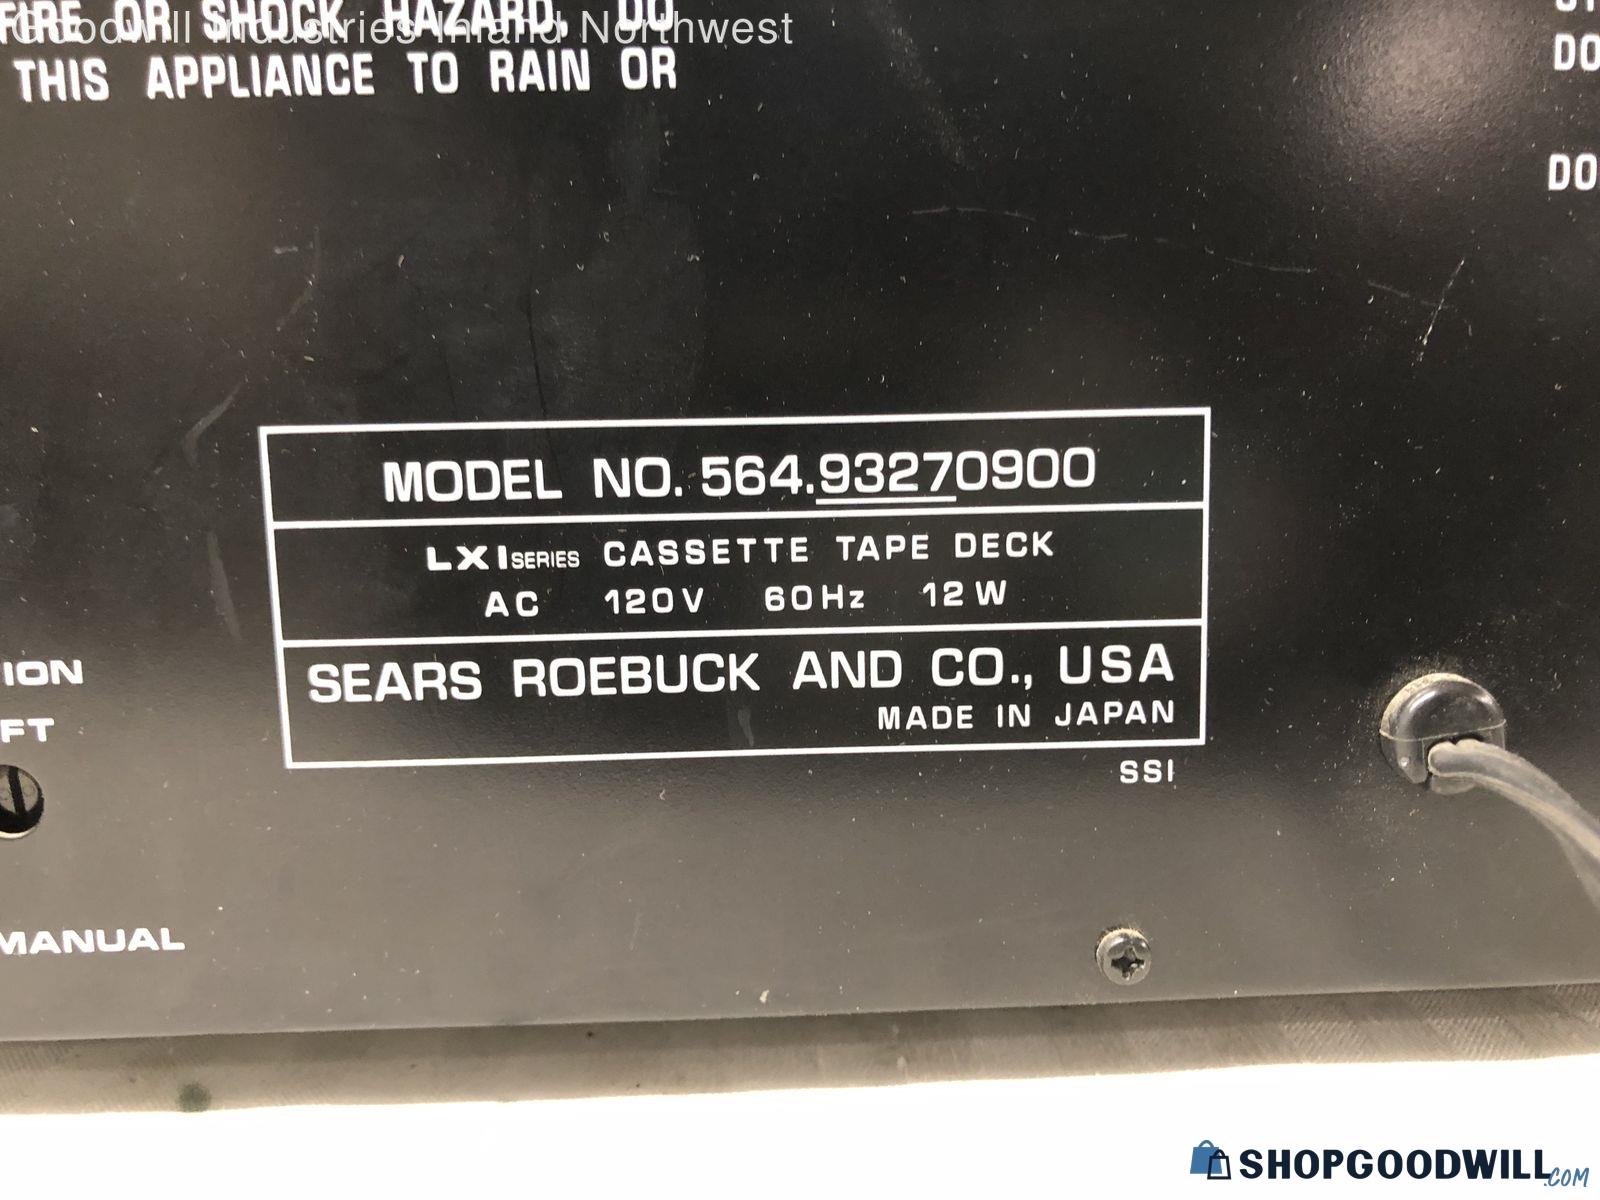 FIRE OR SHOCK HAZARD, DO
Goodwill Industries Inland Northwest
THIS APPLIANCE TO RAIN OR
DO
DO
MODEL NO. 564.93270900
LXI SERIES CASSETTE TAPE DECK
AC 120V 60Hz 12W
SEARS ROEBUCK AND CO., USA
MADE IN JAPAN
SSI
ION
FT
MANUAL
SHOPGOODWILL.COM